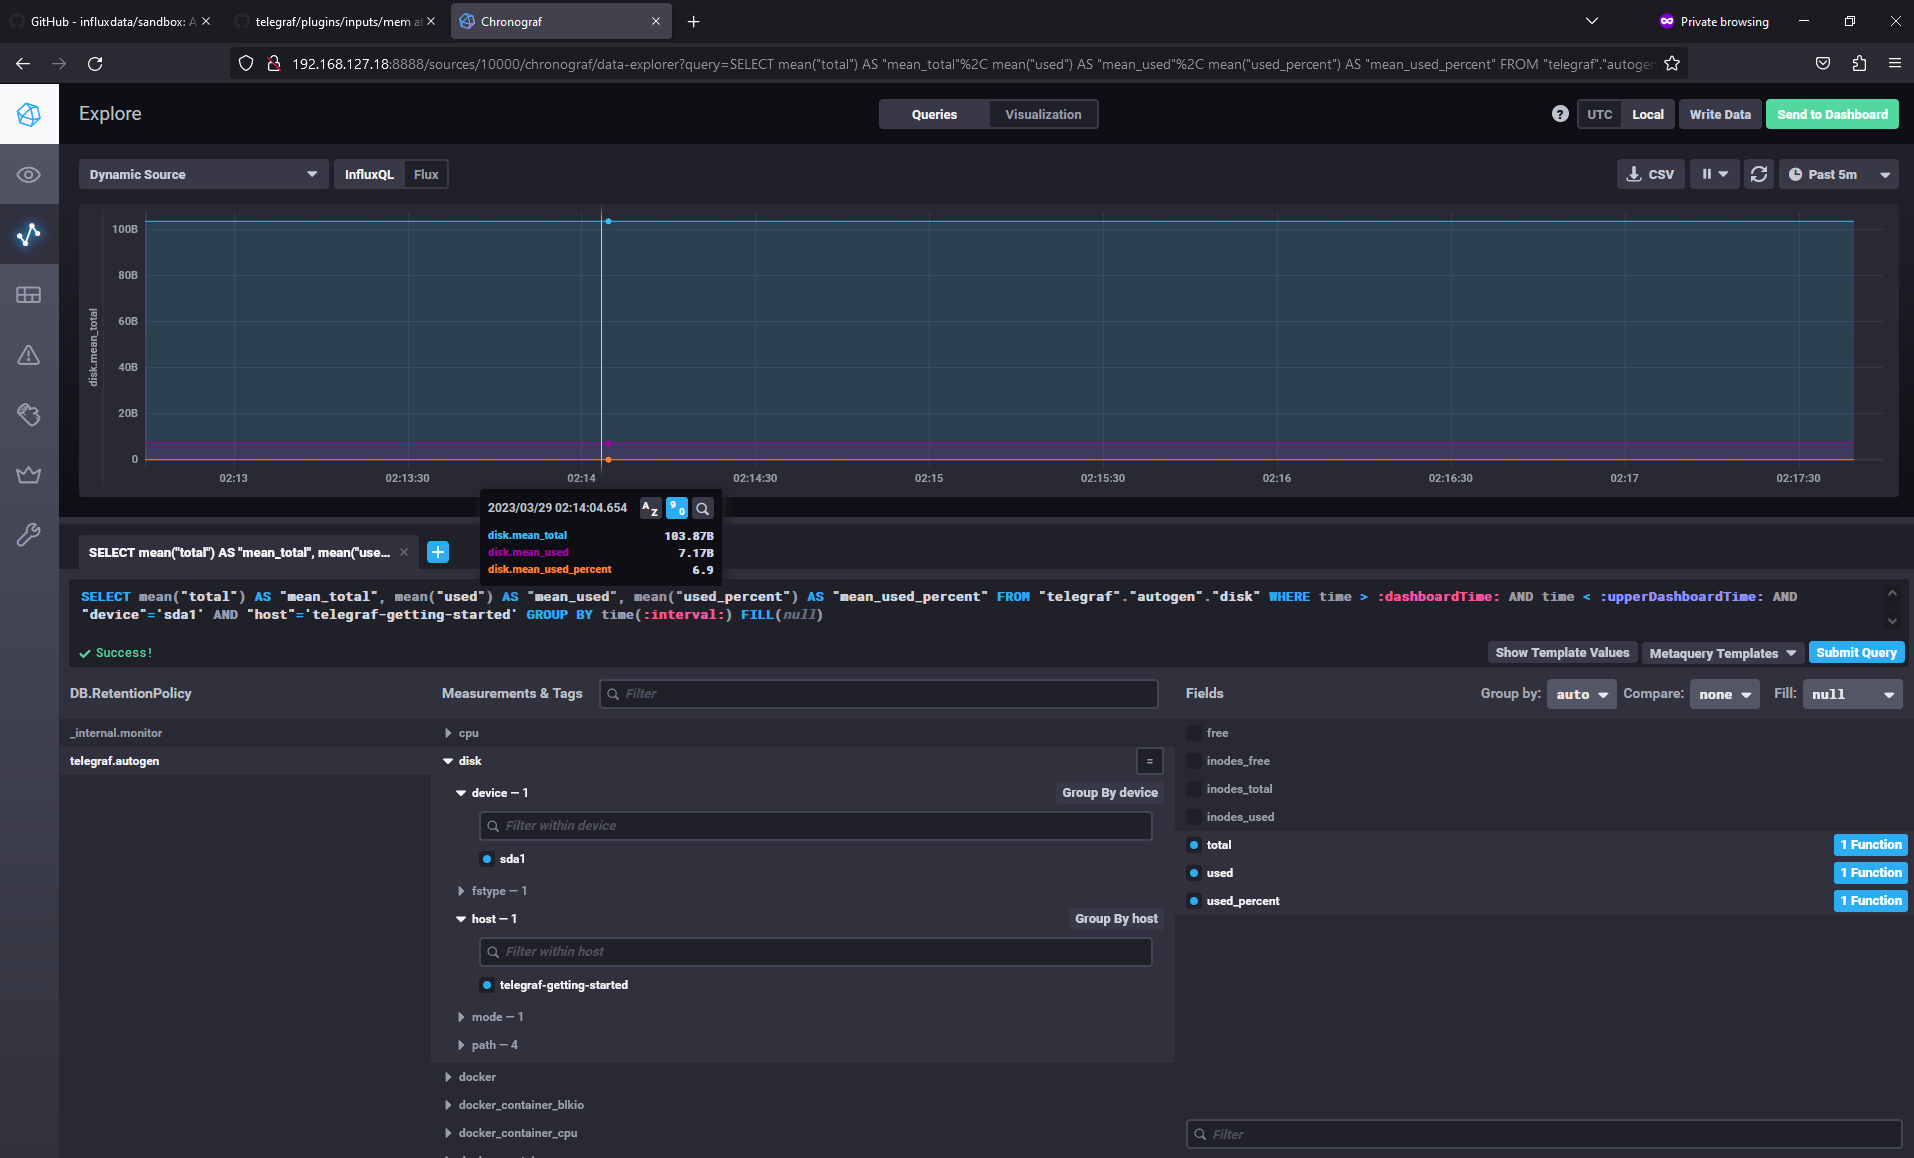 GitHub - influxdata/sandbox: A
telegraf/plugins/inputs/mem at
Chronograf
Private browsing
192.168.127.18:8888/sources/10000/chronograf/data-explorer?query=SELECT mean("total") AS "mean_total"%2C mean("used") AS "mean_used"%2C mean("used_percent") AS "mean_used_percent" FROM "telegraf"."autogen
Explore
Queries
Visualization
?
UTC
Local
Write Data
Send to Dashboard
Dynamic Source
InfluxQL
Flux
CSV
Past 5m
disk.mean_total
100B
80B
60B
40B
20B
0
02:13
02:13:30
02:14
02:14:30
02:15
02:15:30
02:16
02:16:30
02:17
02:17:30
2023/03/29 02:14:04.654
A Z
9 0
disk.mean_total 103.87B
disk.mean_used 7.17B
disk.mean_used_percent 6.9
SELECT mean("total") AS "mean_total", mean("use...
SELECT mean("total") AS "mean_total", mean("used") AS "mean_used", mean("used_percent") AS "mean_used_percent" FROM "telegraf"."autogen"."disk" WHERE time > :dashboardTime: AND time < :upperDashboardTime: AND
"device"='sda1' AND "host"='telegraf-getting-started' GROUP BY time(:interval:) FILL(null)
Success!
Show Template Values
Metaquery Templates
Submit Query
DB.RetentionPolicy
Measurements & Tags
Filter
Fields
Group by: auto
Compare: none
Fill: null
_internal.monitor
telegraf.autogen
cpu
disk
=
device — 1
Group By device
Filter within device
sda1
fstype — 1
host — 1
Group By host
Filter within host
telegraf-getting-started
mode — 1
path — 4
docker
docker_container_blkio
docker_container_cpu
free
inodes_free
inodes_total
inodes_used
total 1 Function
used 1 Function
used_percent 1 Function
Filter